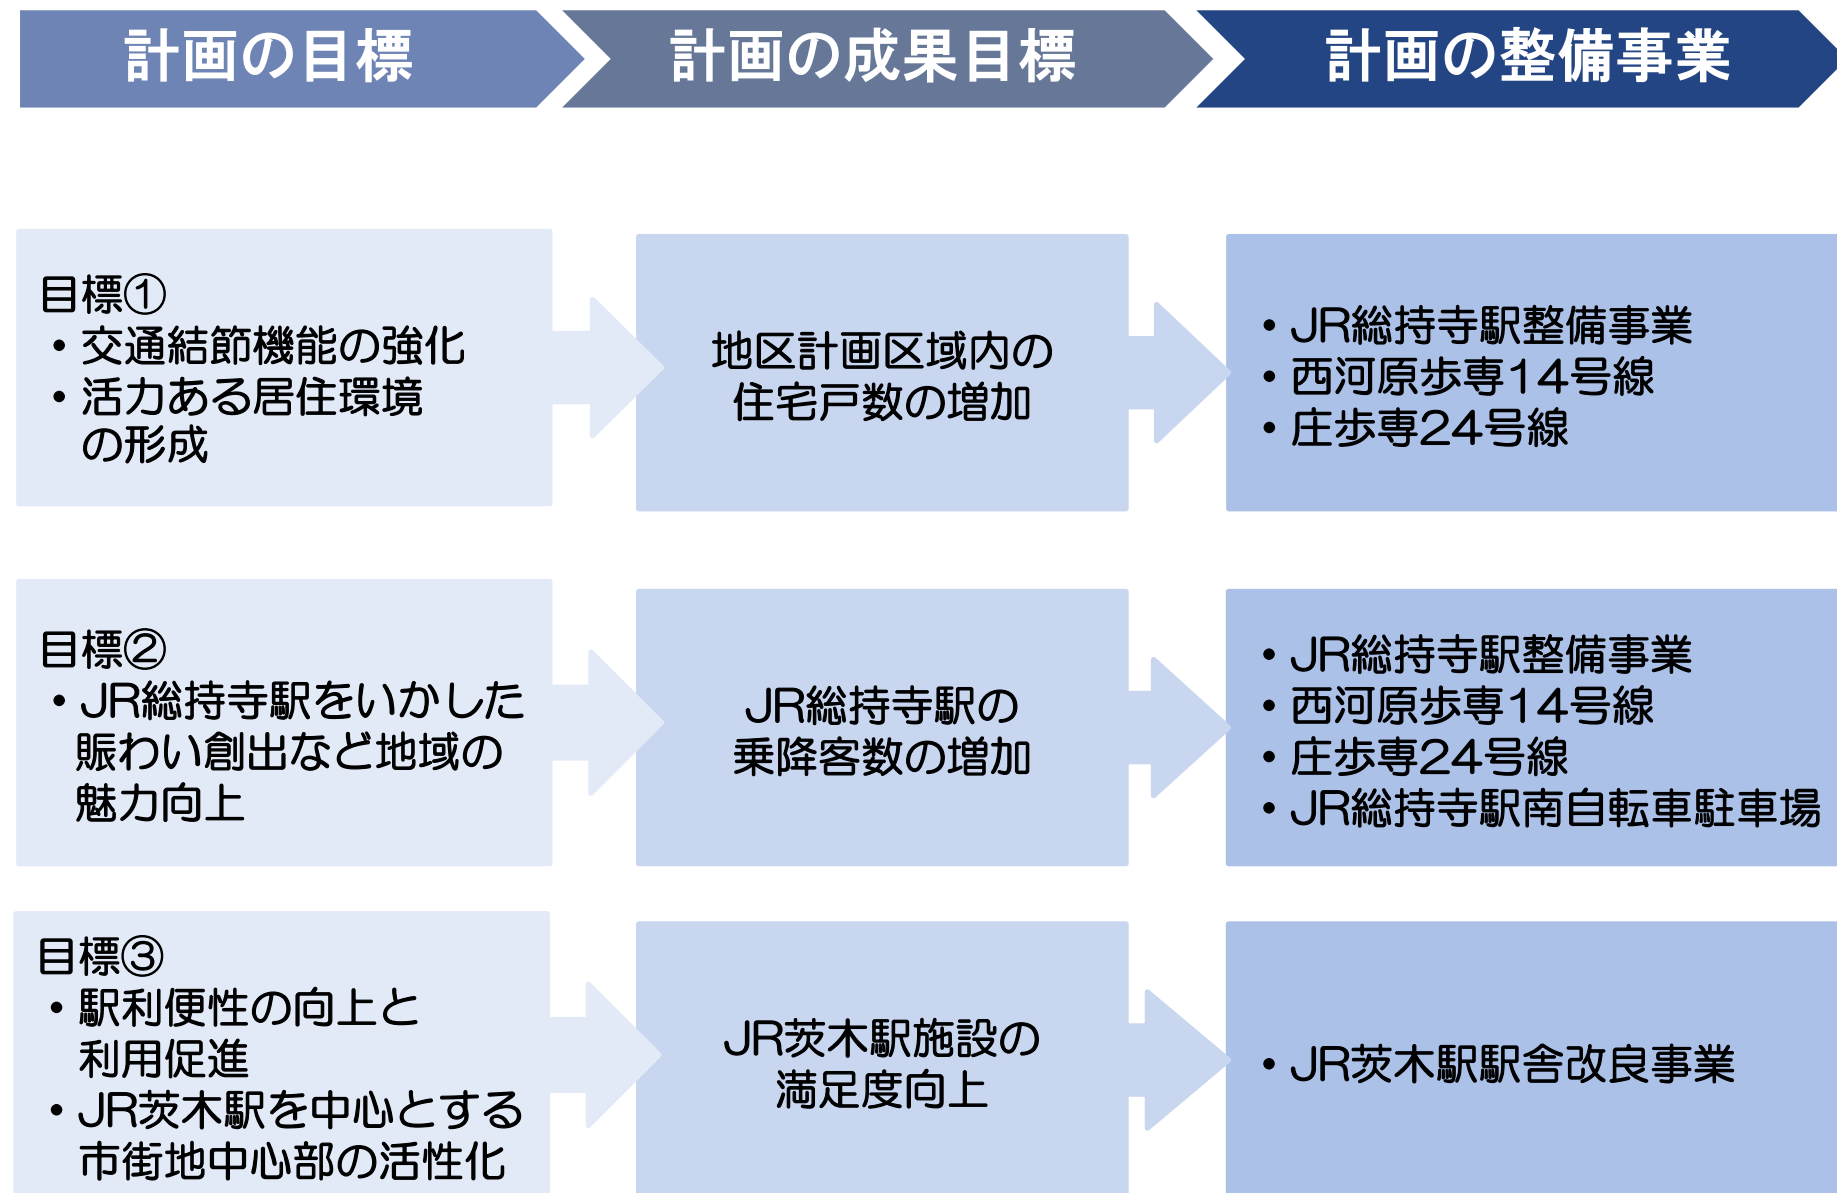 計画の目標
計画の成果目標
計画の整備事業
目標①
・交通結節機能の強化
・活力ある居住環境
の形成
地区計画区域内の
住宅戸数の増加
・JR総持寺駅整備事業
・西河原歩専14号線
・庄歩専24号線
目標②
・JR総持寺駅をいかした
賑わい創出など地域の
魅力向上
JR総持寺駅の
乗降客数の増加
・JR総持寺駅整備事業
・西河原歩専14号線
・庄歩専24号線
・JR総持寺駅南自転車駐車場
目標③
・駅利便性の向上と
利用促進
・JR茨木駅を中心とする
市街地中心部の活性化
JR茨木駅施設の
満足度向上
・JR茨木駅駅舎改良事業